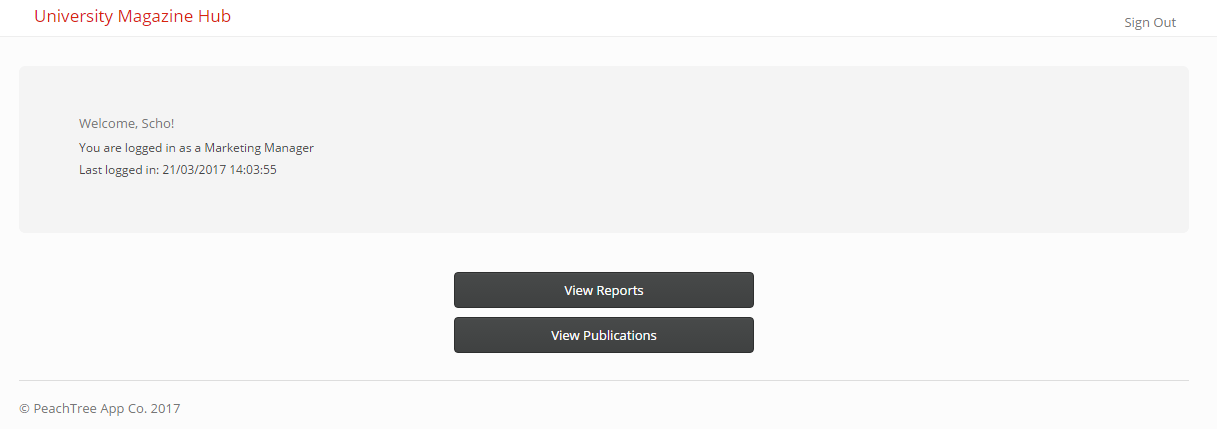 University Magazine Hub
Sign Out
Welcome, Scho!
You are logged in as a Marketing Manager
Last logged in: 21/03/2017 14:03:55
View Reports
View Publications
© PeachTree App Co. 2017